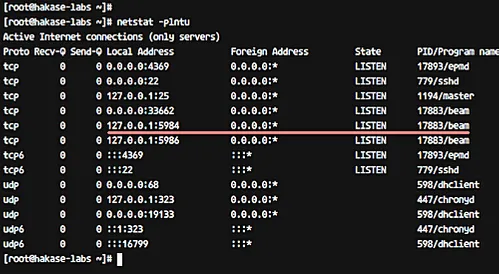 [root@hakase-labs ~]#
[root@hakase-labs ~]# netstat -plntu
Active Internet connections (only servers)
Proto Recv-Q Send-Q Local Address Foreign Address State PID/Program name
tcp 0 0 0.0.0.0:4369 0.0.0.0:* LISTEN 17893/epmd
tcp 0 0 0.0.0.0:22 0.0.0.0:* LISTEN 779/sshd
tcp 0 0 127.0.0.1:25 0.0.0.0:* LISTEN 1194/master
tcp 0 0 0.0.0.0:33662 0.0.0.0:* LISTEN 17883/beam
tcp 0 0 127.0.0.1:5984 0.0.0.0:* LISTEN 17883/beam
tcp 0 0 127.0.0.1:5986 0.0.0.0:* LISTEN 17883/beam
tcp6 0 0 :::4369 :::* LISTEN 17893/epmd
tcp6 0 0 :::22 :::* LISTEN 779/sshd
udp 0 0 0.0.0.0:68 0.0.0.0:* 598/dhclient
udp 0 0 127.0.0.1:323 0.0.0.0:* 447/chronyd
udp 0 0 0.0.0.0:19133 0.0.0.0:* 598/dhclient
udp6 0 0 ::1:323 :::* 447/chronyd
udp6 0 0 :::16799 :::* 598/dhclient
[root@hakase-labs ~]#